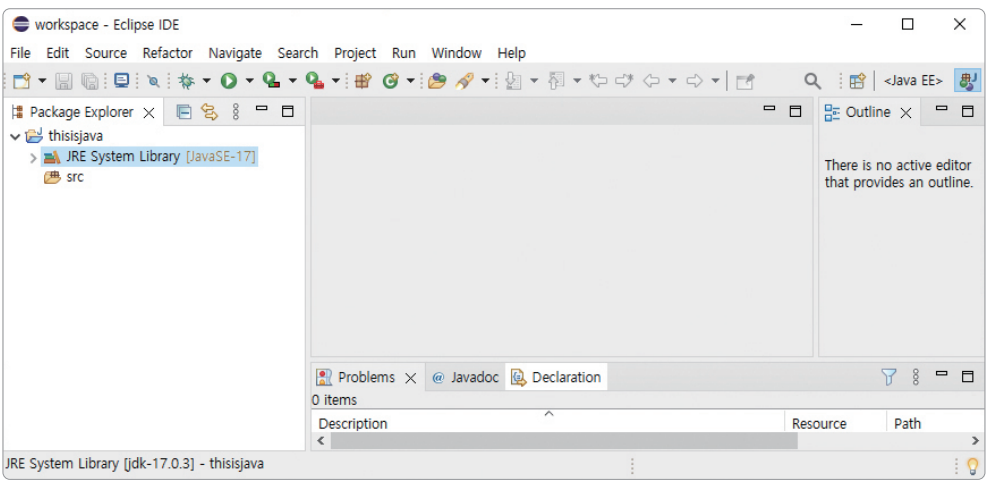 workspace - Eclipse IDE
File Edit Source Refactor Navigate Search Project Run Window Help
<Java EE>
Package Explorer
Outline
thisisjava
JRE System Library [JavaSE-17]
src
There is no active editor
that provides an outline.
Problems @ Javadoc Declaration
0 items
Description Resource Path
JRE System Library [jdk-17.0.3] - thisisjava